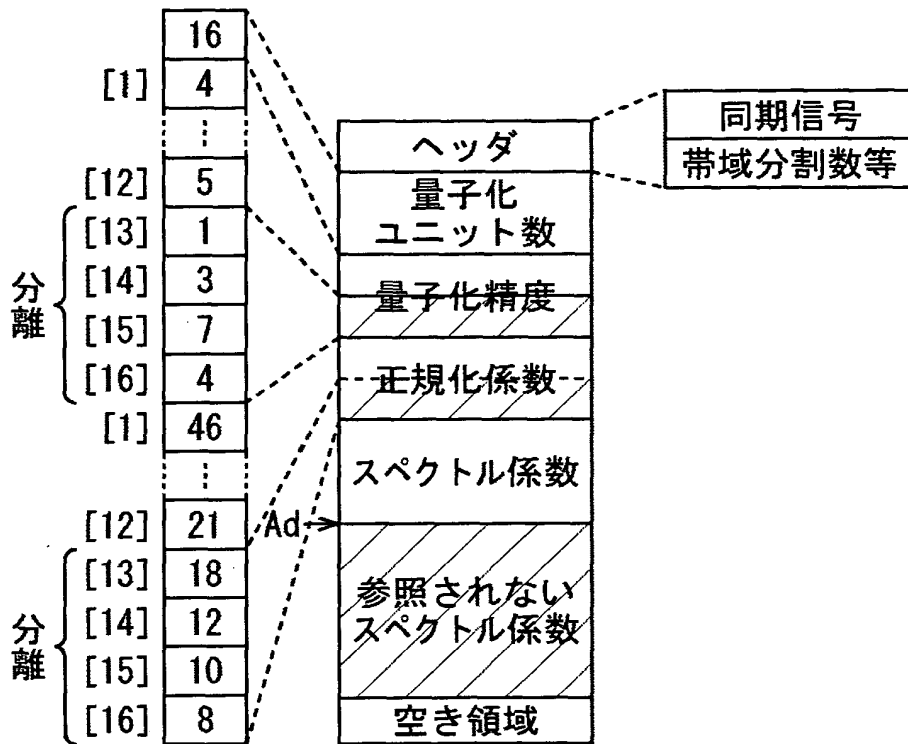 16
[1] 4
⋮
[12] 5
[13] 1
[14] 3
[15] 7
[16] 4
分離
[1] 46
⋮
[12] 21
[13] 18
[14] 12
[15] 10
[16] 8
分離
Ad
ヘッダ
量子化
ユニット数
量子化精度
正規化係数
スペクトル係数
参照されない
スペクトル係数
空き領域
同期信号
帯域分割数等